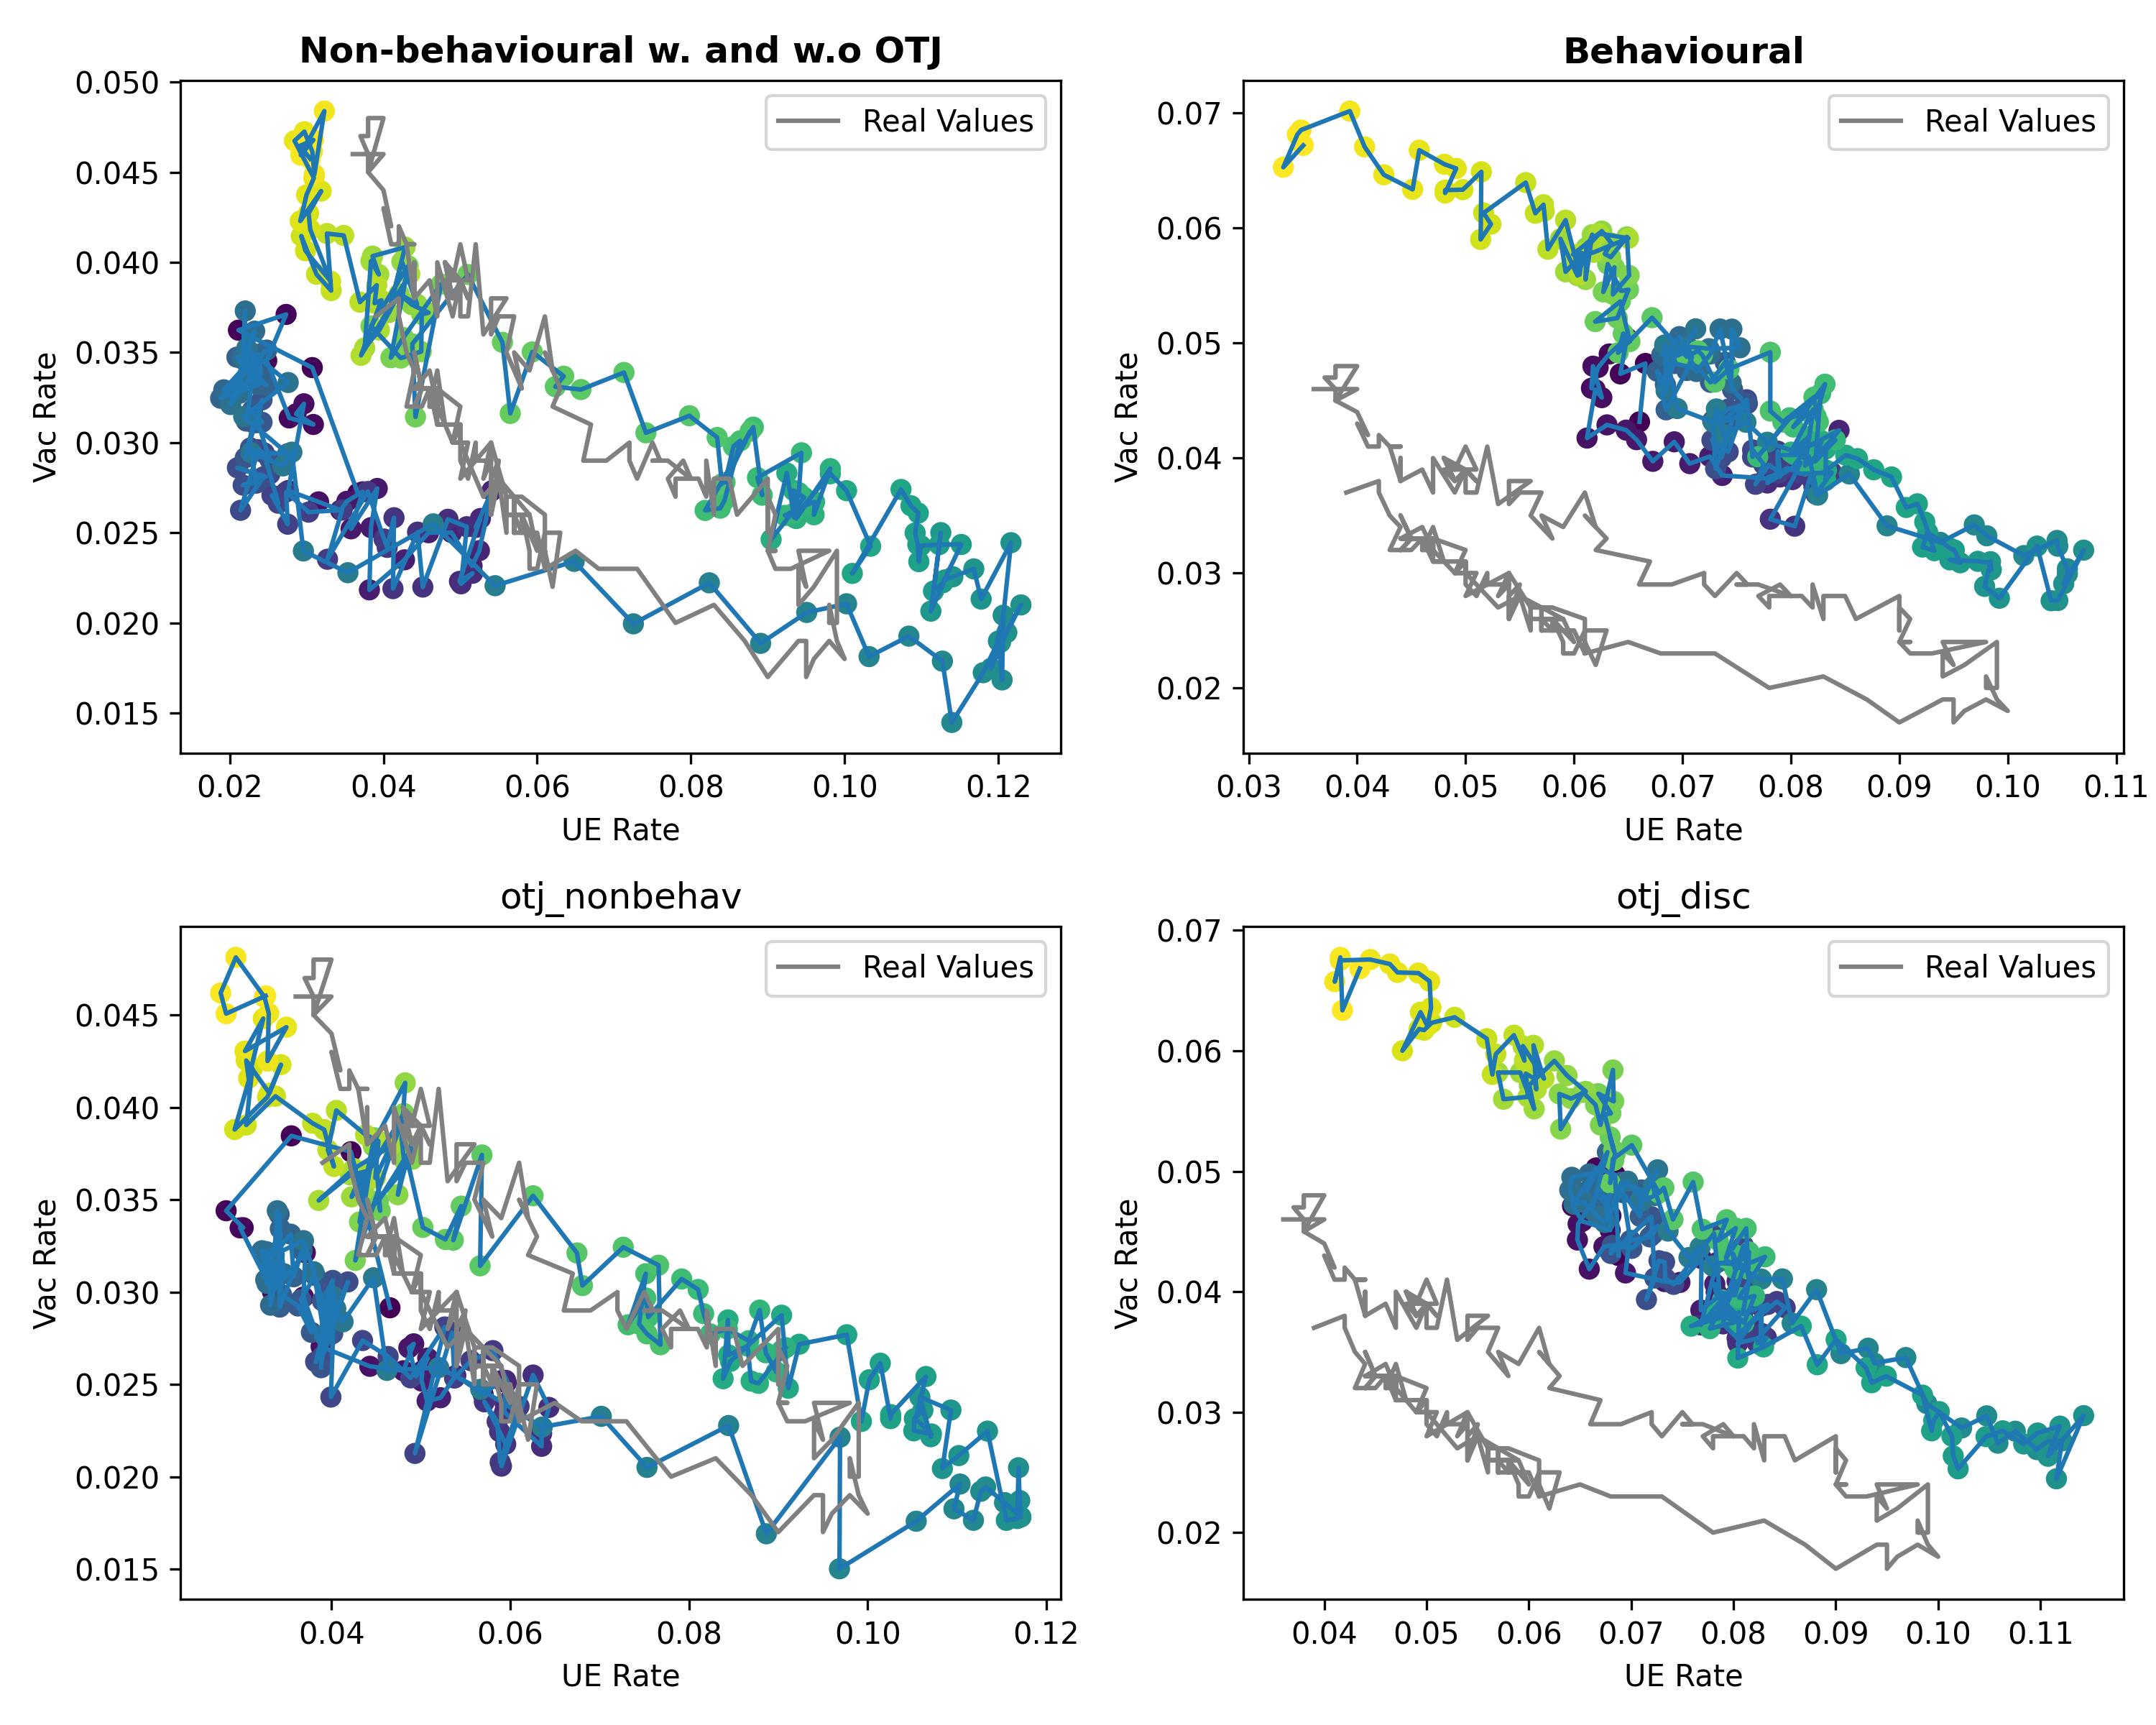 Non-behavioural w. and w.o OTJ
0.050
0.045
0.040
0.035
0.030
0.025
0.020
0.015
Vac Rate
Real Values
0.02 0.04 0.06 0.08 0.10 0.12
UE Rate
Behavioural
0.07
0.06
0.05
0.04
0.03
0.02
Vac Rate
Real Values
0.03 0.04 0.05 0.06 0.07 0.08 0.09 0.10 0.11
UE Rate
otj_nonbehav
0.045
0.040
0.035
0.030
0.025
0.020
0.015
Vac Rate
Real Values
0.04 0.06 0.08 0.10 0.12
UE Rate
otj_disc
0.07
0.06
0.05
0.04
0.03
0.02
Vac Rate
Real Values
0.04 0.05 0.06 0.07 0.08 0.09 0.10 0.11
UE Rate